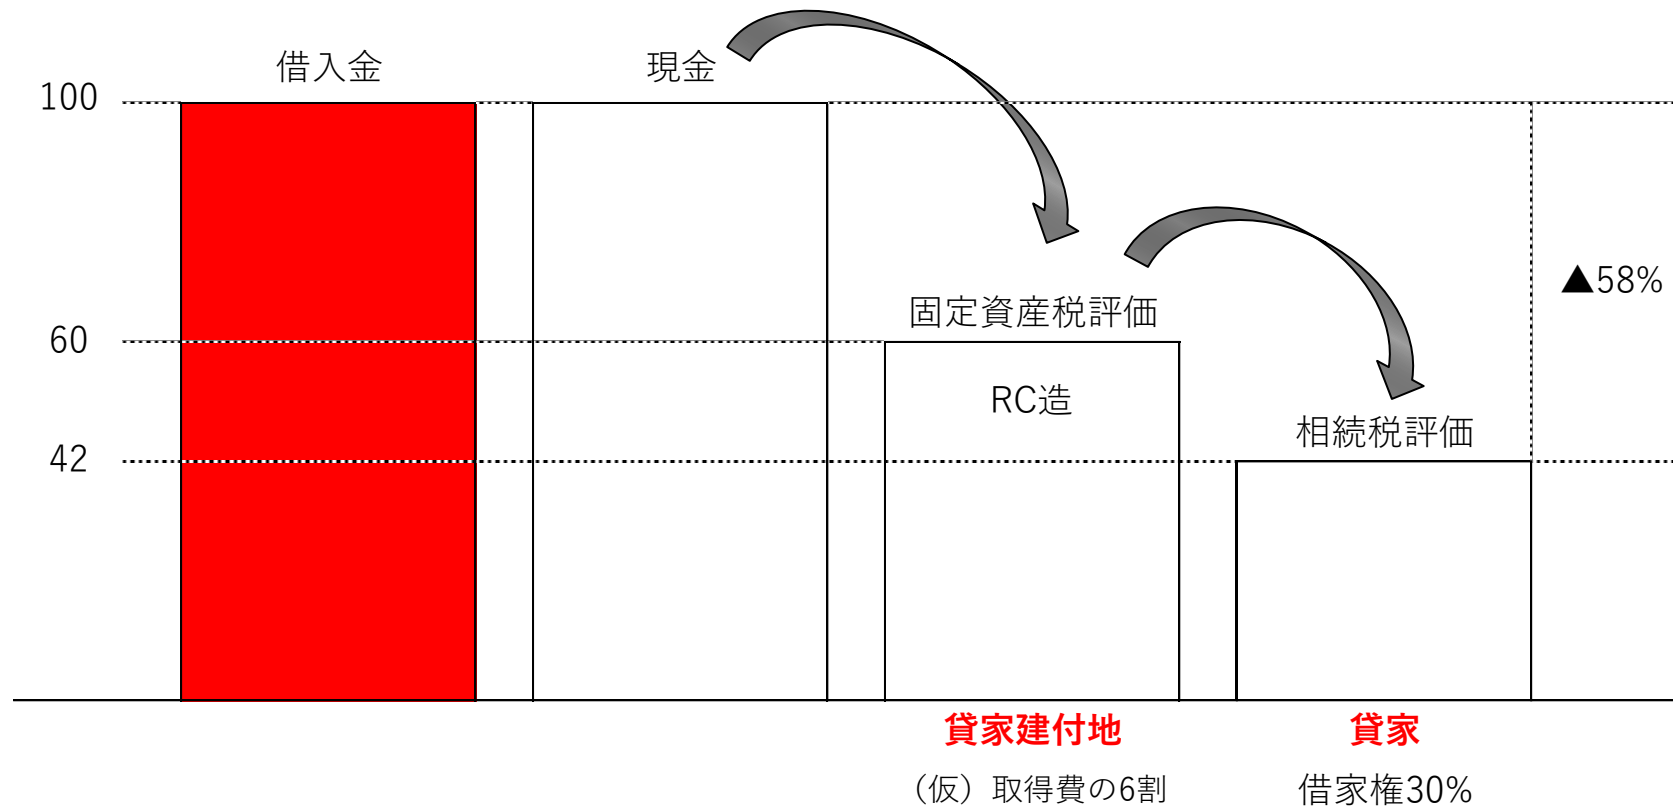 借入金
現金
100
▲58%
固定資産税評価
60
RC造
相続税評価
42
貸家建付地
貸家
（仮）取得費の6割
借家権30%